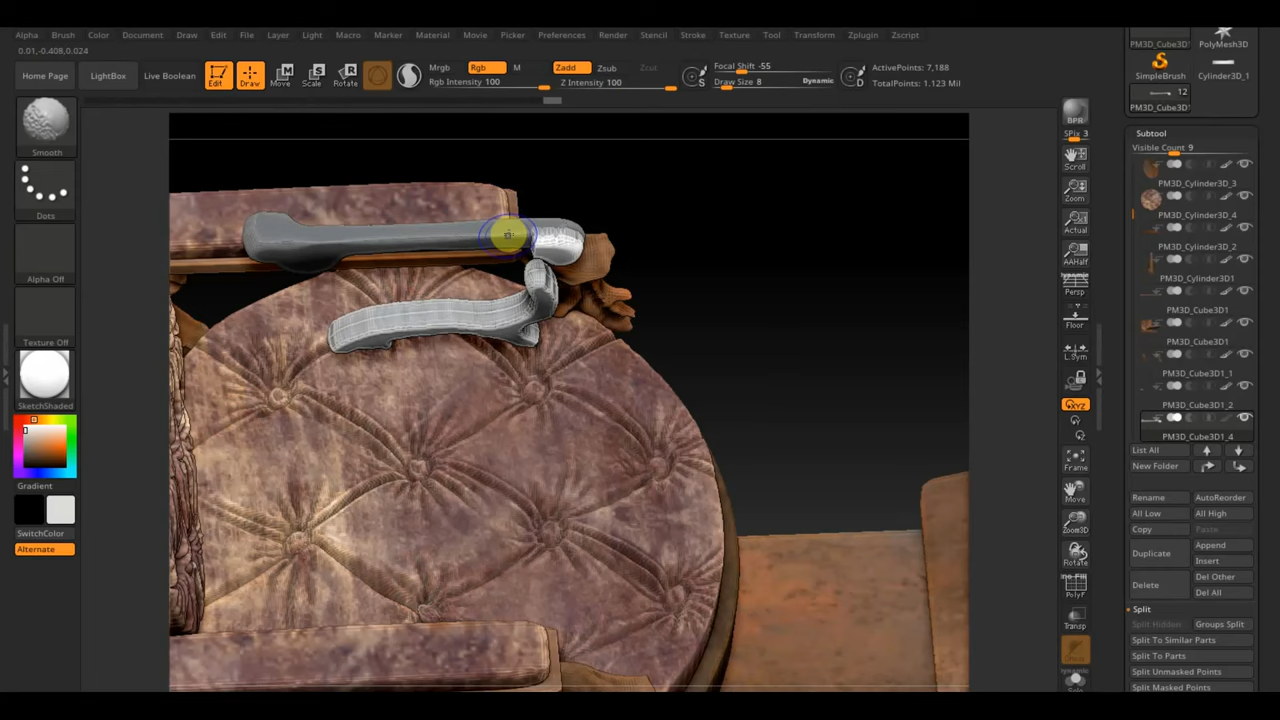 Alpha Brush Color Document Draw Edit File Layer Light Macro Marker Material Movie Picker Preferences Render Stencil Stroke Texture Tool Transform Zplugin Zscript
0.01,-0.408,0.024
Home Page LightBox Live Boolean Edit Draw Move Scale Rotate
Mrgb Rgb M Zadd Zsub Zcut
Rgb Intensity 100 Z Intensity 100
Focal Shift -55
Draw Size 8 Dynamic
ActivePoints: 7,188
TotalPoints: 1.123 Mil
Smooth
Dots
Alpha Off
Texture Off
SketchShaded
Gradient
SwitchColor
Alternate
BPR
SPix 3
Scroll
Zoom
Actual
AAHalf
Dynamic
Persp
Floor
L.Sym
XYZ
Frame
Move
Zoom3D
Rotate
PolyF
Transp
Dynamic
Solo
PM3D_Cube3D PolyMesh3D
SimpleBrush Cylinder3D_1
12
PM3D_Cube3D
Subtool
Visible Count 9
PM3D_Cylinder3D_3
PM3D_Cylinder3D_4
PM3D_Cylinder3D_2
PM3D_Cylinder3D1
PM3D_Cube3D1
PM3D_Cube3D1
PM3D_Cube3D1_1
PM3D_Cube3D1_2
PM3D_Cube3D1_4
List All
New Folder
Rename AutoReorder
All Low All High
Copy Paste
Duplicate Append
Insert
Delete Del Other
Del All
Split
Split Hidden Groups Split
Split To Similar Parts
Split To Parts
Split Unmasked Points
Split Masked Points